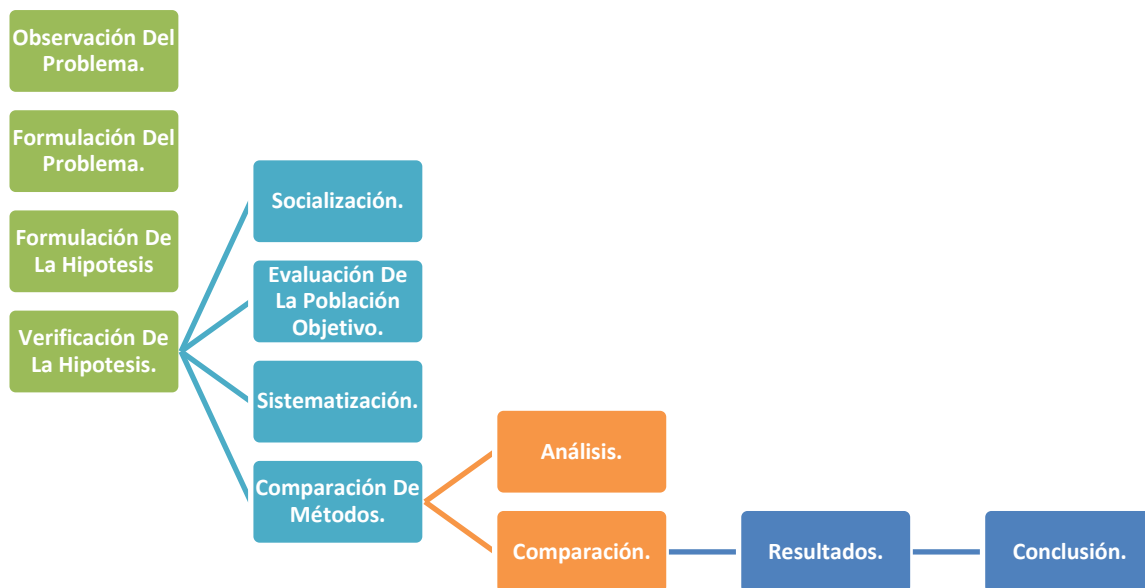 Observación Del
Problema.
Formulación Del
Problema.
Formulación De
La Hipotesis
Verificación De
La Hipotesis.
Socialización.
Evaluación De
La Población
Objetivo.
Sistematización.
Comparación De
Métodos.
Análisis.
Comparación.
Resultados.
Conclusión.